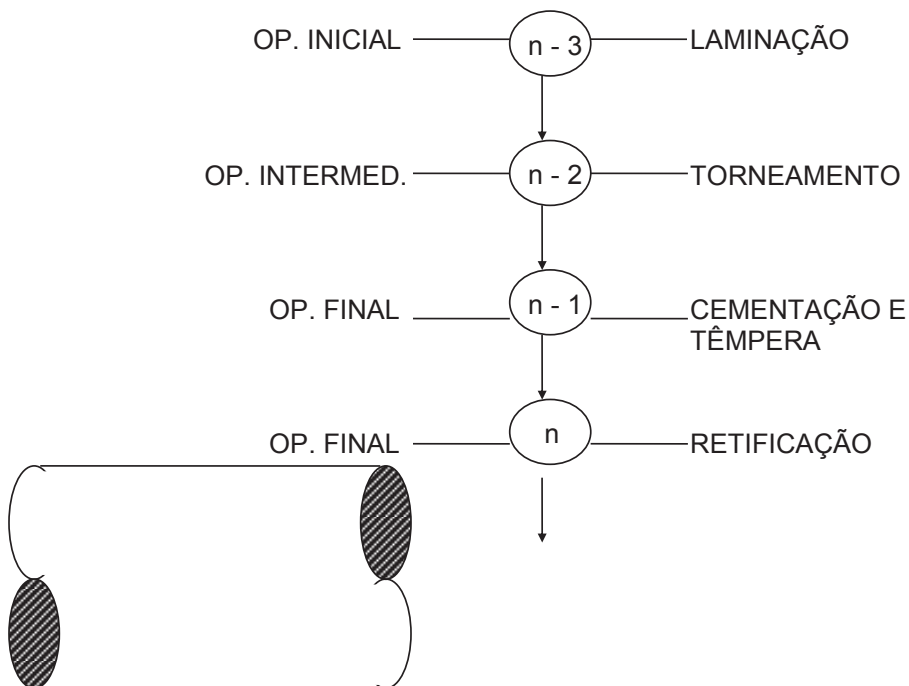 OP. INICIAL n - 3 LAMINAÇÃO
OP. INTERMED. n - 2 TORNEAMENTO
OP. FINAL n - 1 CEMENTAÇÃO E
TÊMPERA
OP. FINAL n RETIFICAÇÃO